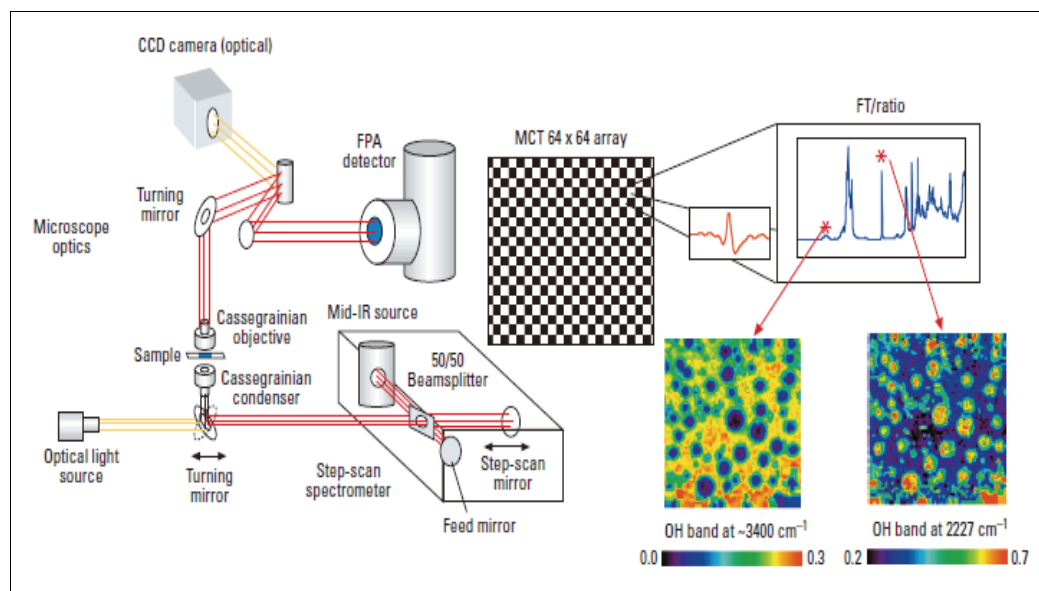 CCD camera (optical)
FT/ratio
FPA
detector
MCT 64 x 64 array
*
*
Turning
mirror
Microscope
optics
Cassegrainian
objective
Sample
Cassegrainian
condenser
Mid-IR source
50/50
Beamsplitter
Optical light
source
Turning
mirror
Step-scan
spectrometer
Step-scan
mirror
Feed mirror
OH band at ~3400 cm⁻¹
0.0 0.3
OH band at 2227 cm⁻¹
0.2 0.7